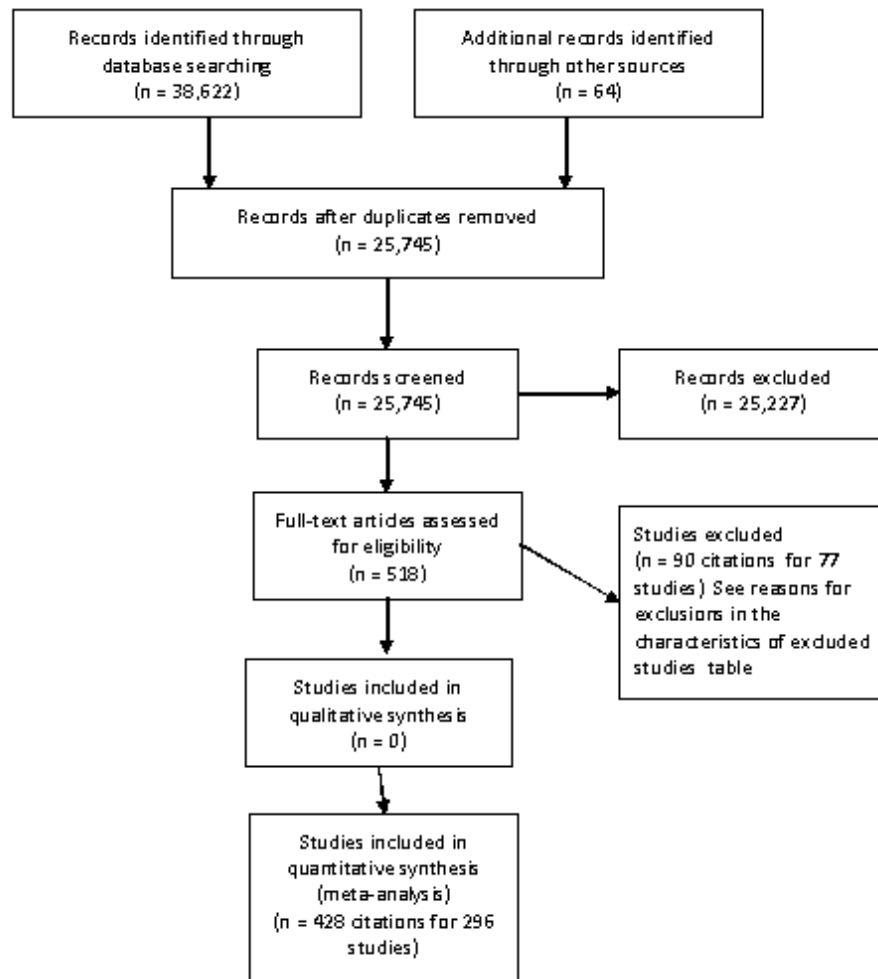 Records identified through
database searching
(n = 38,622)
Additional records identified
through other sources
(n = 64)
Records after duplicates removed
(n = 25,745)
Records screened
(n = 25,745)
Records excluded
(n = 25,227)
Full-text articles assessed
for eligibility
(n = 518)
Studies excluded
(n = 90 citations for 77
studies) See reasons for
exclusions in the
characteristics of excluded
studies table
Studies included in
qualitative synthesis
(n = 0)
Studies included in
quantitative synthesis
(meta-analysis)
(n = 428 citations for 296
studies)